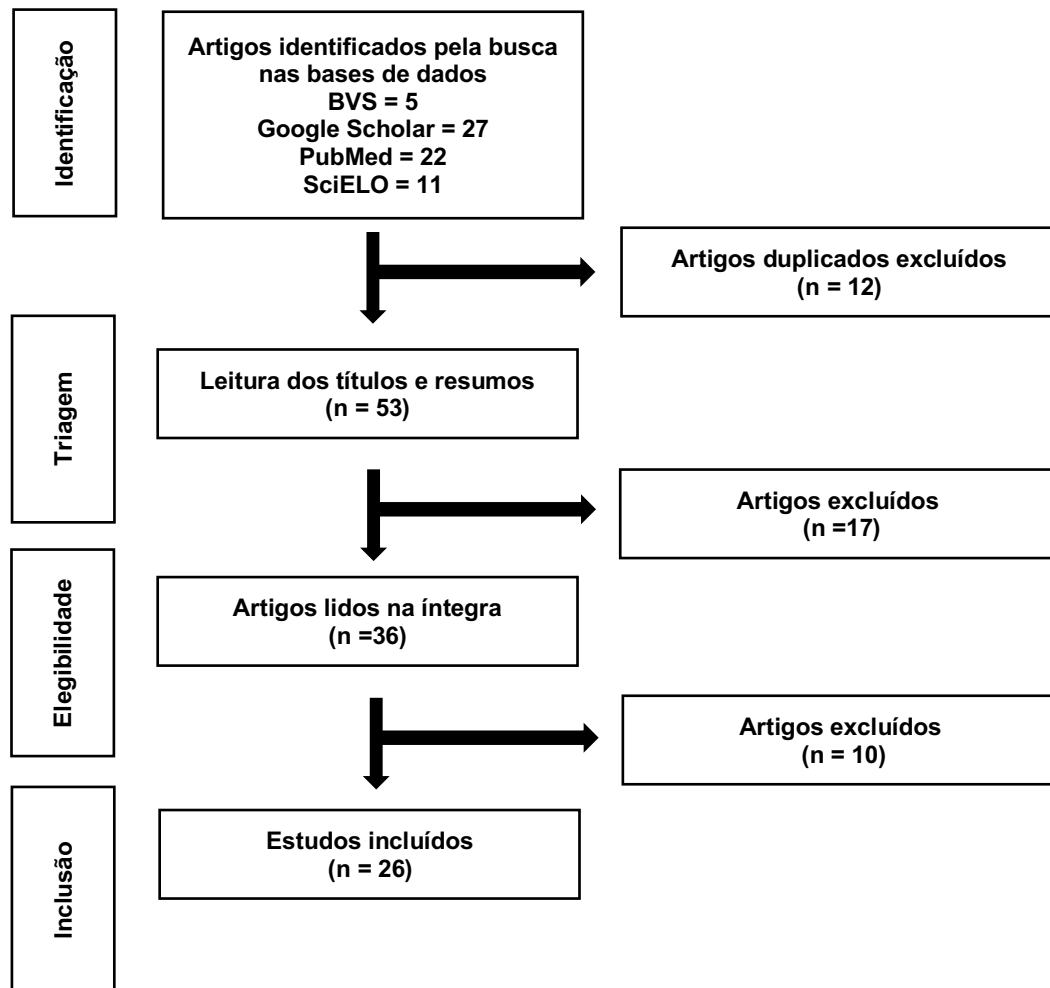 Identificação
Artigos identificados pela busca
nas bases de dados
BVS = 5
Google Scholar = 27
PubMed = 22
SciELO = 11
Artigos duplicados excluídos
(n = 12)
Triagem
Leitura dos títulos e resumos
(n = 53)
Artigos excluídos
(n =17)
Elegibilidade
Artigos lidos na íntegra
(n =36)
Artigos excluídos
(n = 10)
Inclusão
Estudos incluídos
(n = 26)